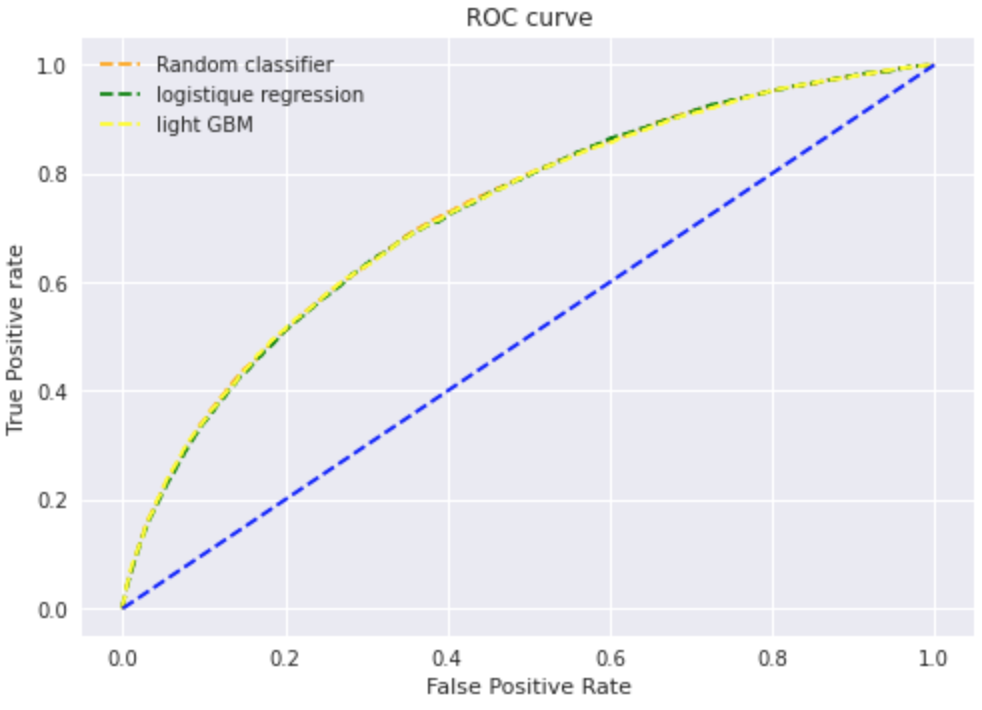 ROC curve
Random classifier
logistique regression
light GBM
1.0
0.8
0.6
0.4
0.2
0.0
True Positive rate
0.0 0.2 0.4 0.6 0.8 1.0
False Positive Rate